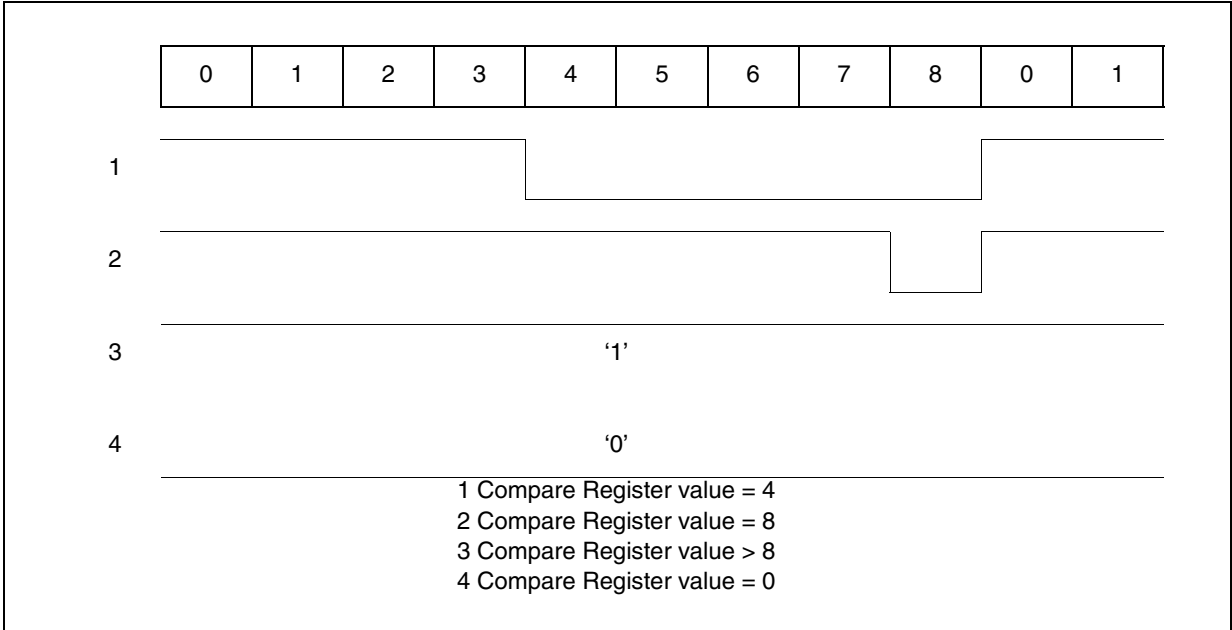 0 1 2 3 4 5 6 7 8 0 1
1
2
3 ‘1’
4 ‘0’
1 Compare Register value = 4
2 Compare Register value = 8
3 Compare Register value > 8
4 Compare Register value = 0